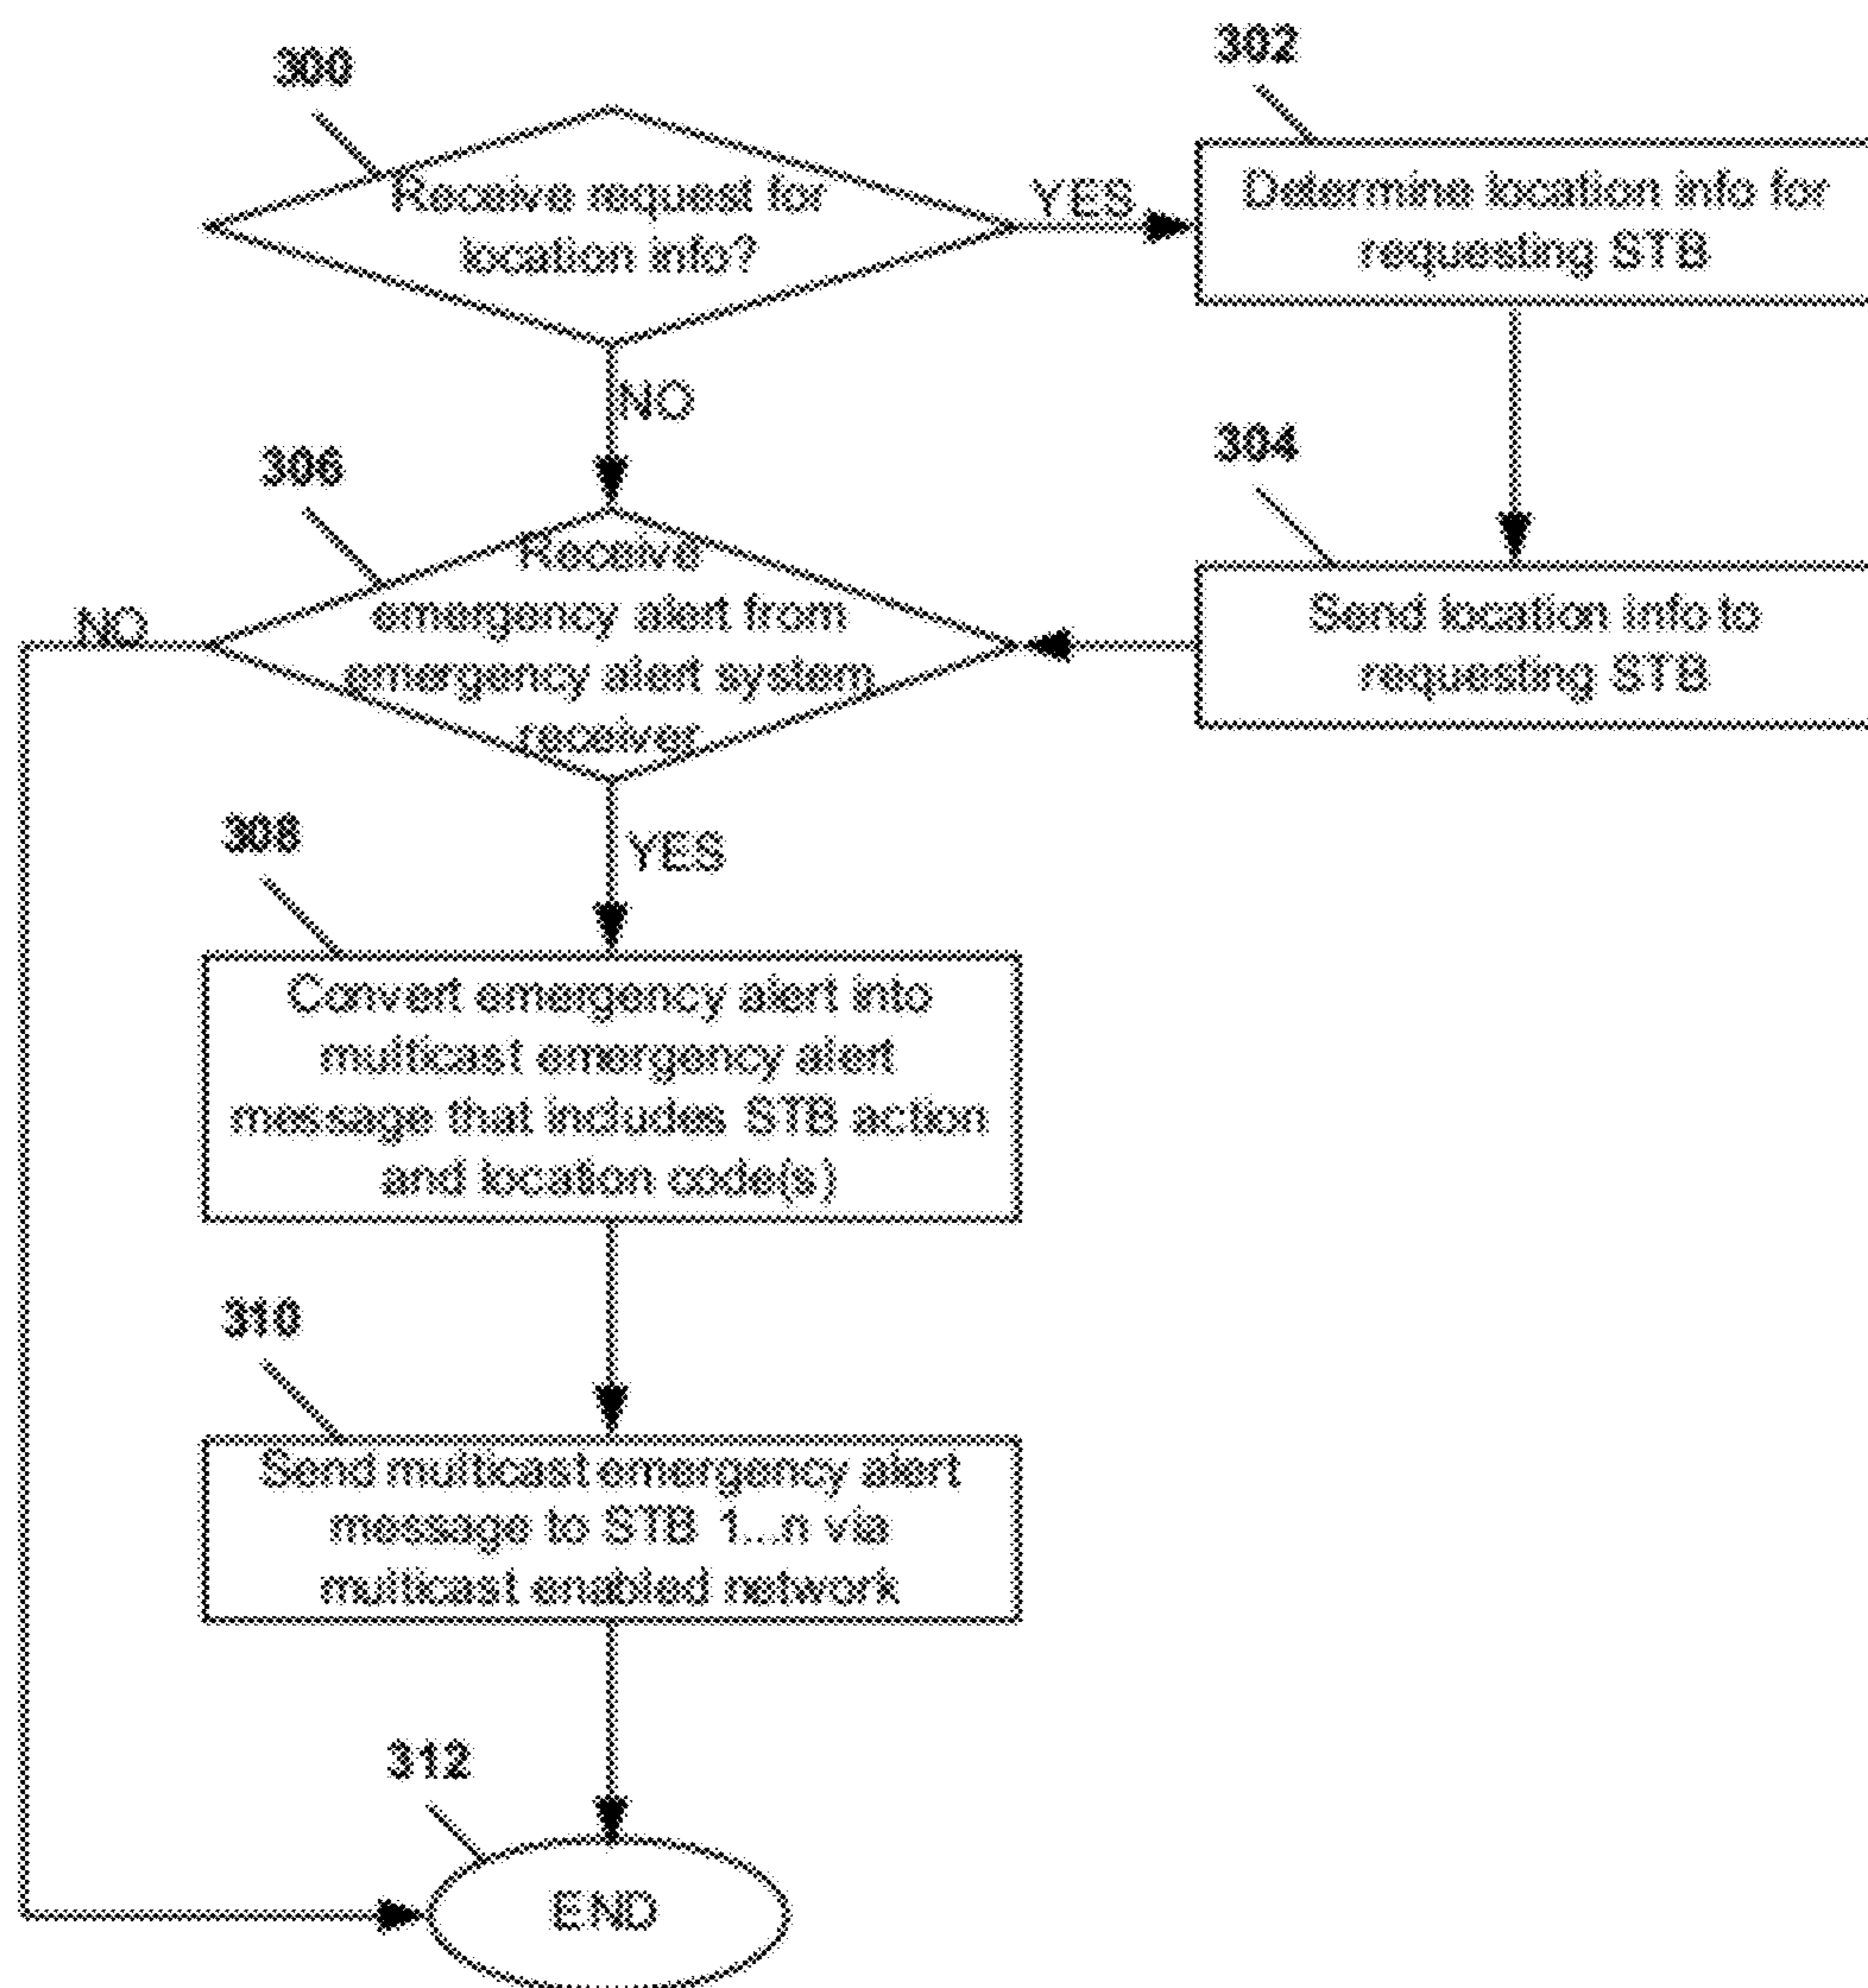 300
302
Receive request for
location info?
YES
Determine location info for
requesting STB
NO
306
304
Receive
emergency alert from
emergency alert system
receiver
NO
Send location info to
requesting STB
308
YES
Convert emergency alert into
multicast emergency alert
message that includes STB action
and location code(s)
310
Send multicast emergency alert
message to STB 1...n via
multicast enabled network
312
END